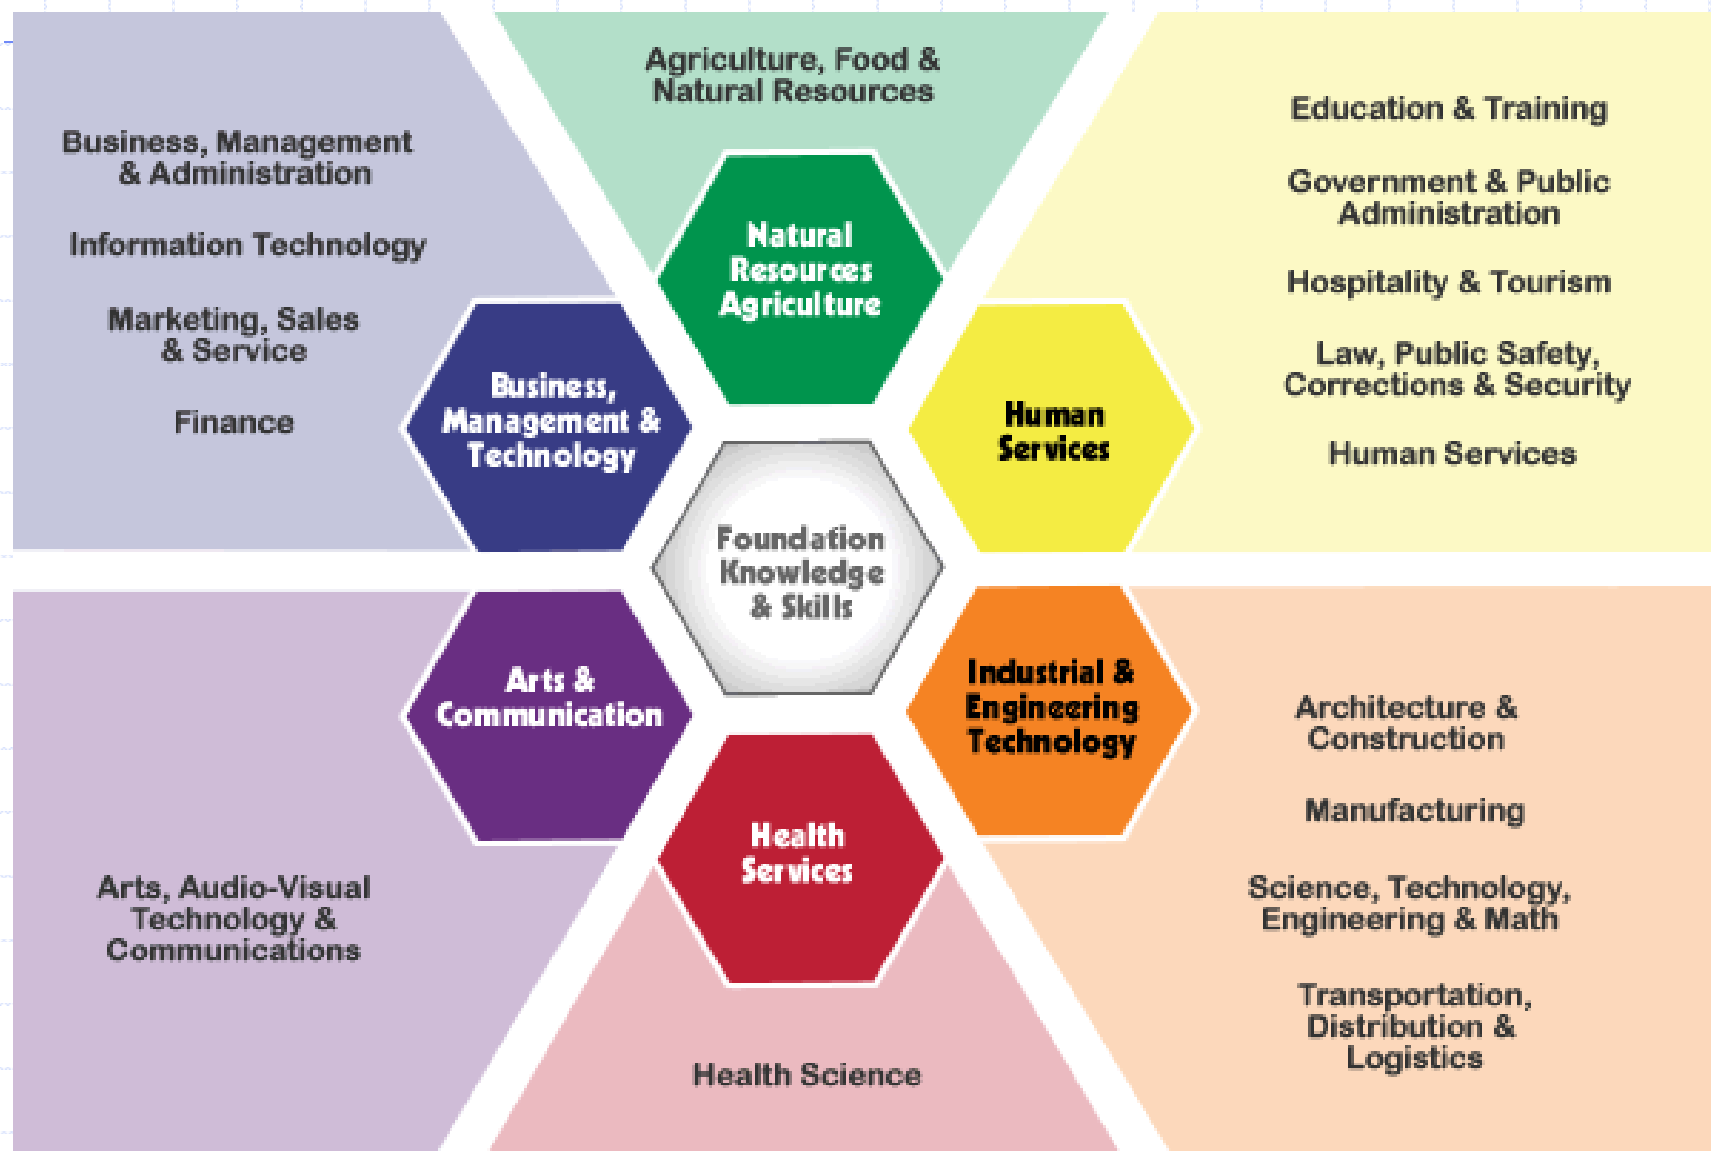 Agriculture, Food &
Natural Resources
Business, Management
& Administration
Information Technology
Marketing, Sales
& Service
Finance
Education & Training
Government & Public
Administration
Hospitality & Tourism
Law, Public Safety,
Corrections & Security
Human Services
Natural
Resources
Agriculture
Business,
Management &
Technology
Human
Services
Foundation
Knowledge
& Skills
Arts &
Communication
Industrial &
Engineering
Technology
Health
Services
Arts, Audio-Visual
Technology &
Communications
Architecture &
Construction
Manufacturing
Science, Technology,
Engineering & Math
Transportation,
Distribution &
Logistics
Health Science